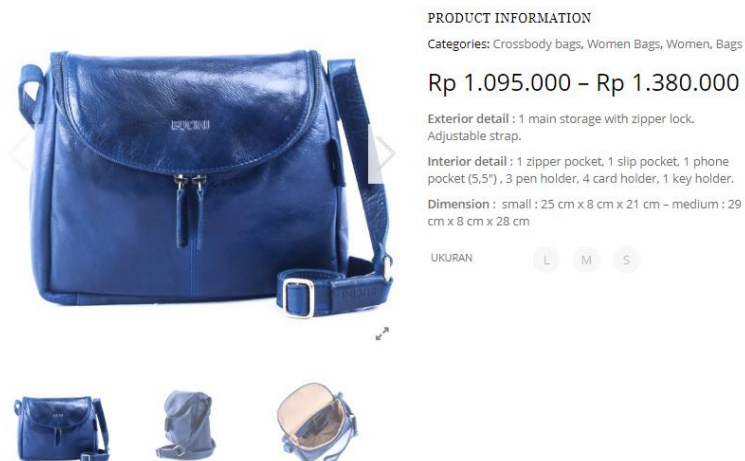 BUCINI
PRODUCT INFORMATION
Categories: Crossbody bags, Women Bags, Women, Bags
Rp 1.095.000 – Rp 1.380.000
Exterior detail : 1 main storage with zipper lock.
Adjustable strap.
Interior detail : 1 zipper pocket, 1 slip pocket, 1 phone
pocket (5,5") , 3 pen holder, 4 card holder, 1 key holder.
Dimension :  small : 25 cm x 8 cm x 21 cm – medium : 29
cm x 8 cm x 28 cm
UKURAN
L M S